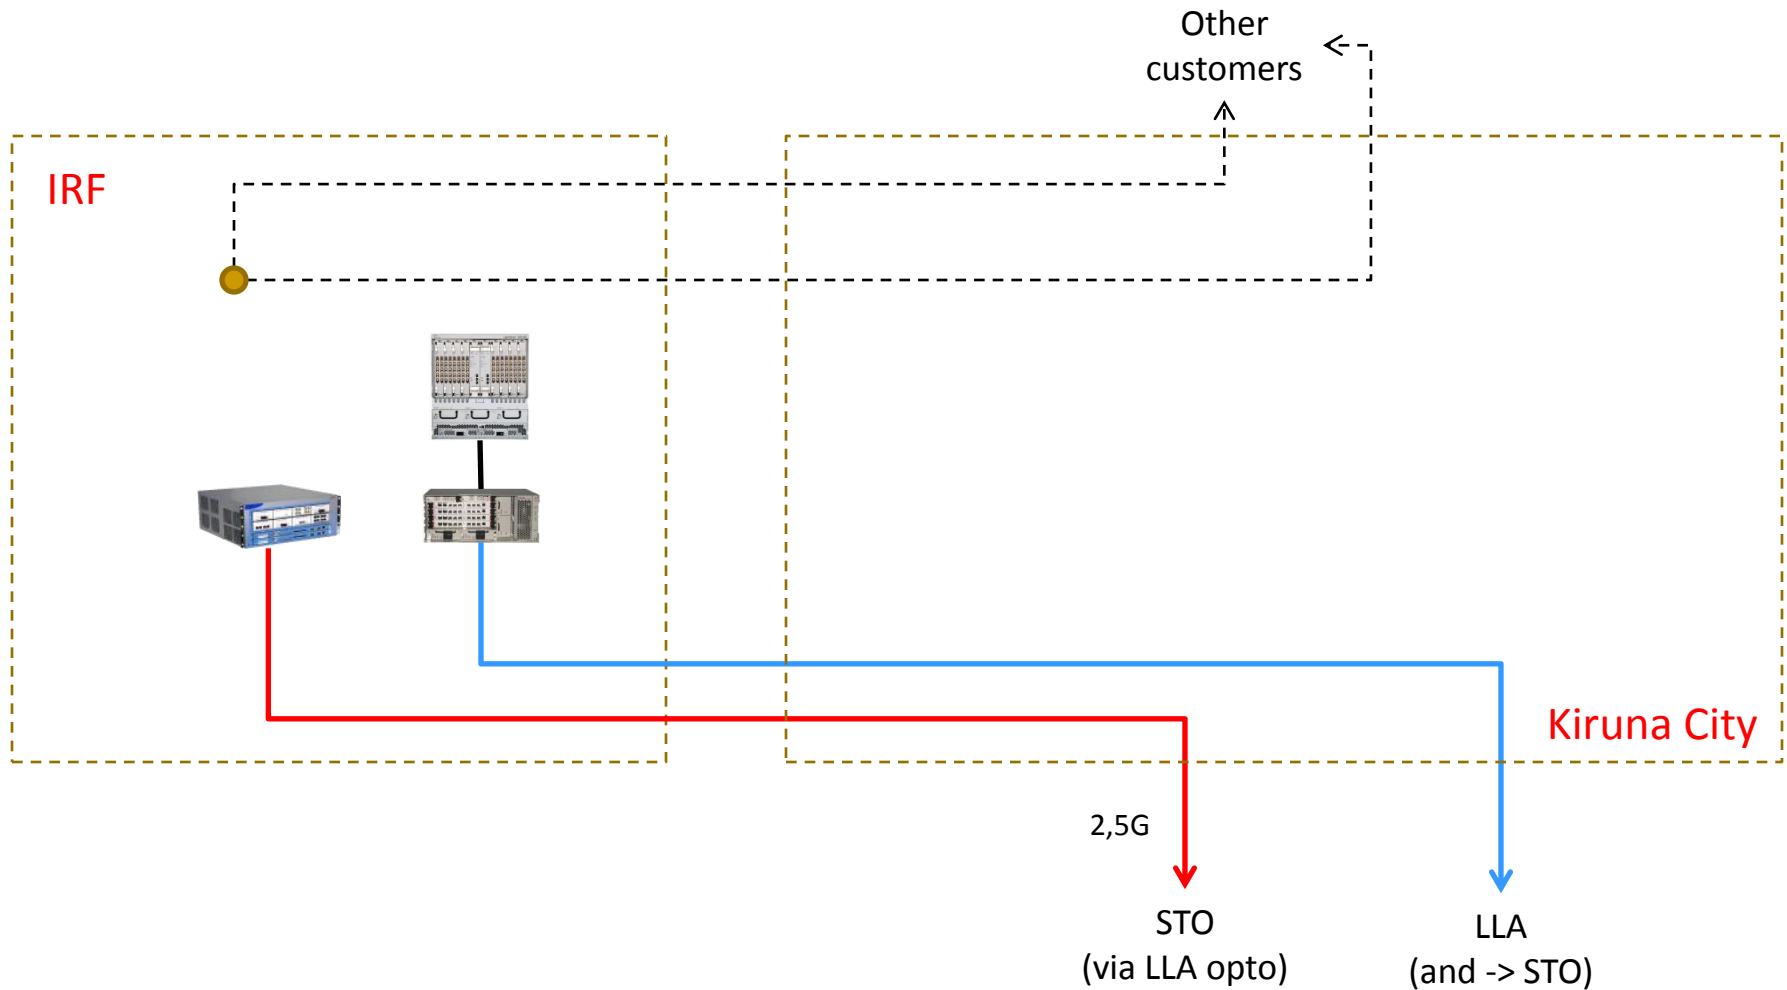 Other
customers
IRF
Kiruna City
2,5G
STO
(via LLA opto)
LLA
(and -> STO)